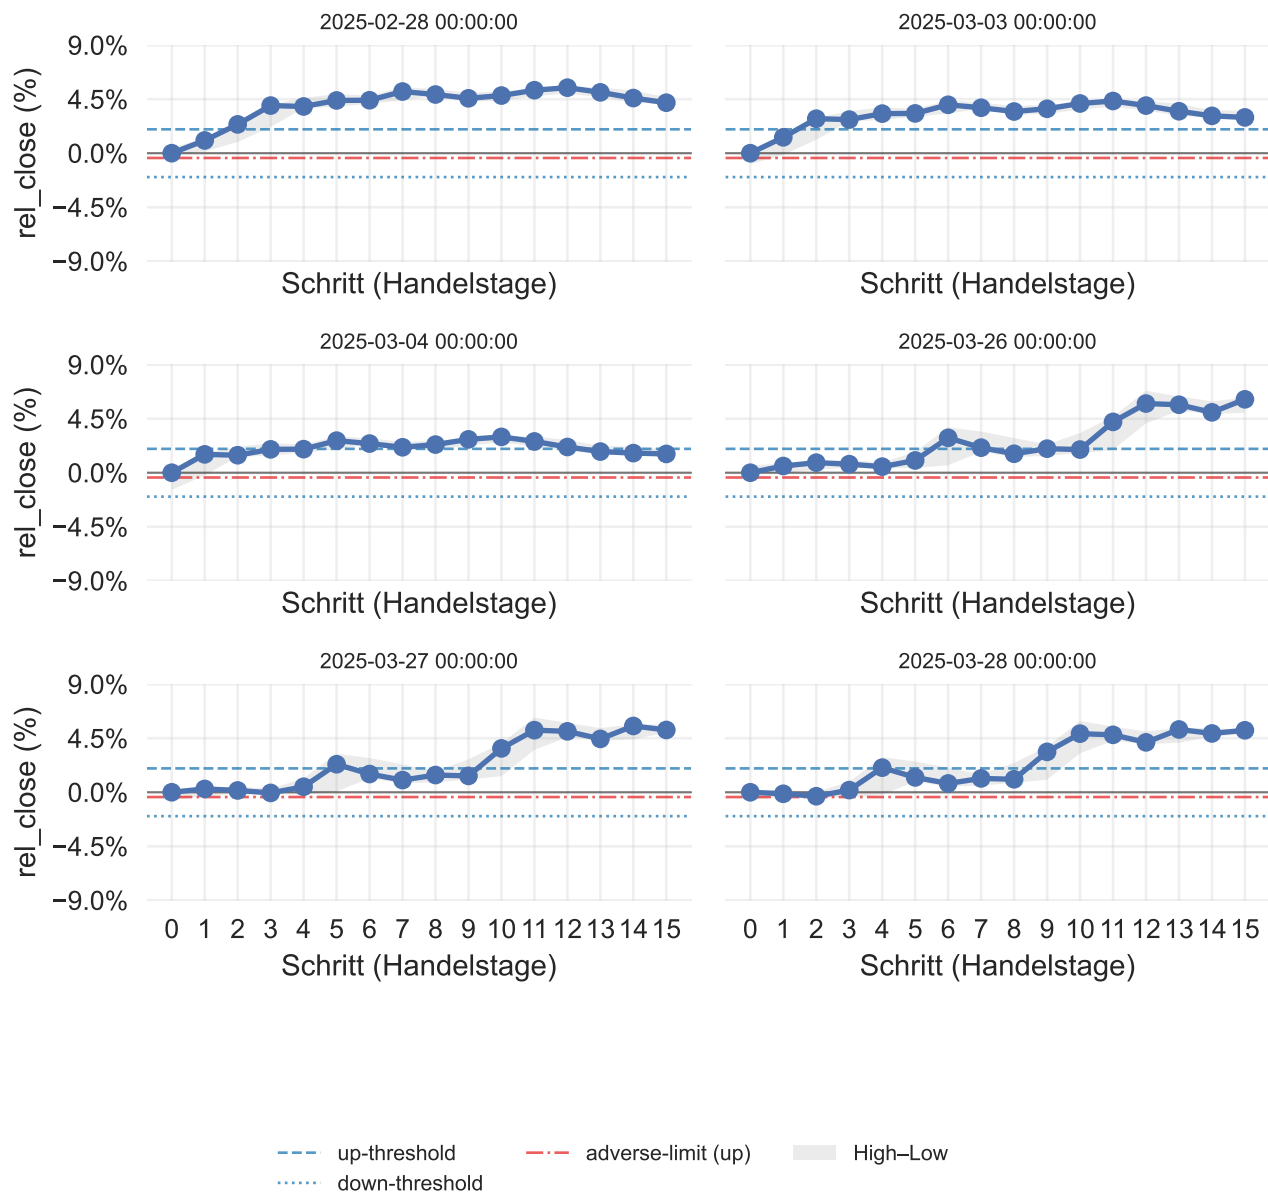 2025-02-28 00:00:00
2025-03-03 00:00:00
9.0%
4.5%
0.0%
−4.5%
−9.0%
rel_close (%)
Schritt (Handelstage)
Schritt (Handelstage)
2025-03-04 00:00:00
2025-03-26 00:00:00
9.0%
4.5%
0.0%
−4.5%
−9.0%
rel_close (%)
Schritt (Handelstage)
Schritt (Handelstage)
2025-03-27 00:00:00
2025-03-28 00:00:00
9.0%
4.5%
0.0%
−4.5%
−9.0%
rel_close (%)
0 1 2 3 4 5 6 7 8 9 10 11 12 13 14 15
0 1 2 3 4 5 6 7 8 9 10 11 12 13 14 15
Schritt (Handelstage)
Schritt (Handelstage)
up-threshold
down-threshold
adverse-limit (up)
High–Low